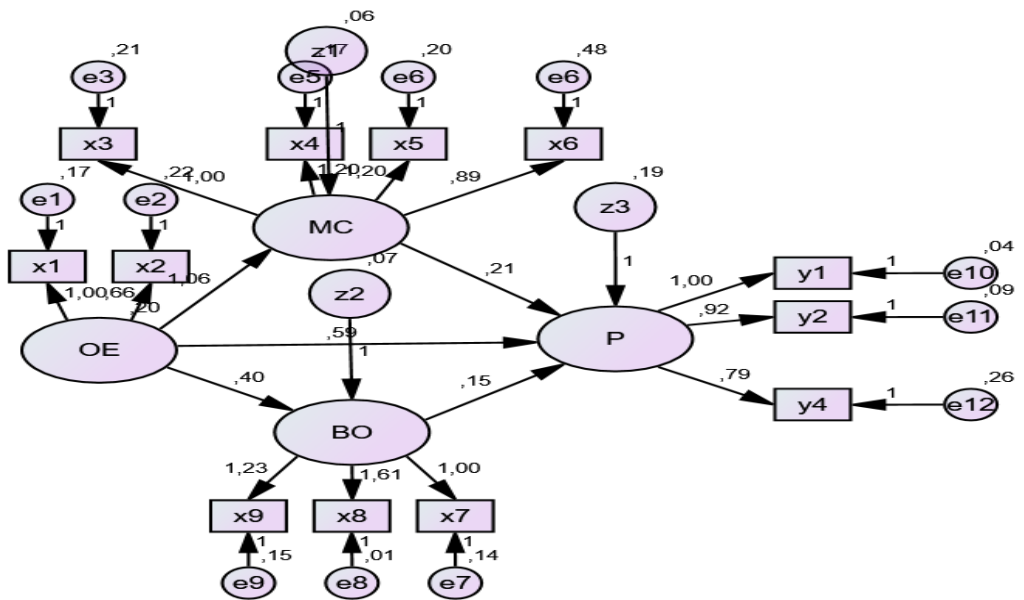 ,06
,21
z1
,17
,20
,48
e3
e5
e6
e6
1
1
1
1
1
x3
x4
x5
x6
,17
,22
1,00
1,20
1,20
,89
,19
e1
e2
MC
z3
1
1
x1
x2
,07
,21
1
1,00
y1
1
,04
e10
1,00
,66
1,06
,20
z2
,92
y2
1
,09
e11
OE
,59
1
P
,40
,15
,79
y4
1
,26
e12
BO
1,23
1,61
1,00
x9
x8
x7
1
1
1
,15
,01
,14
e9
e8
e7